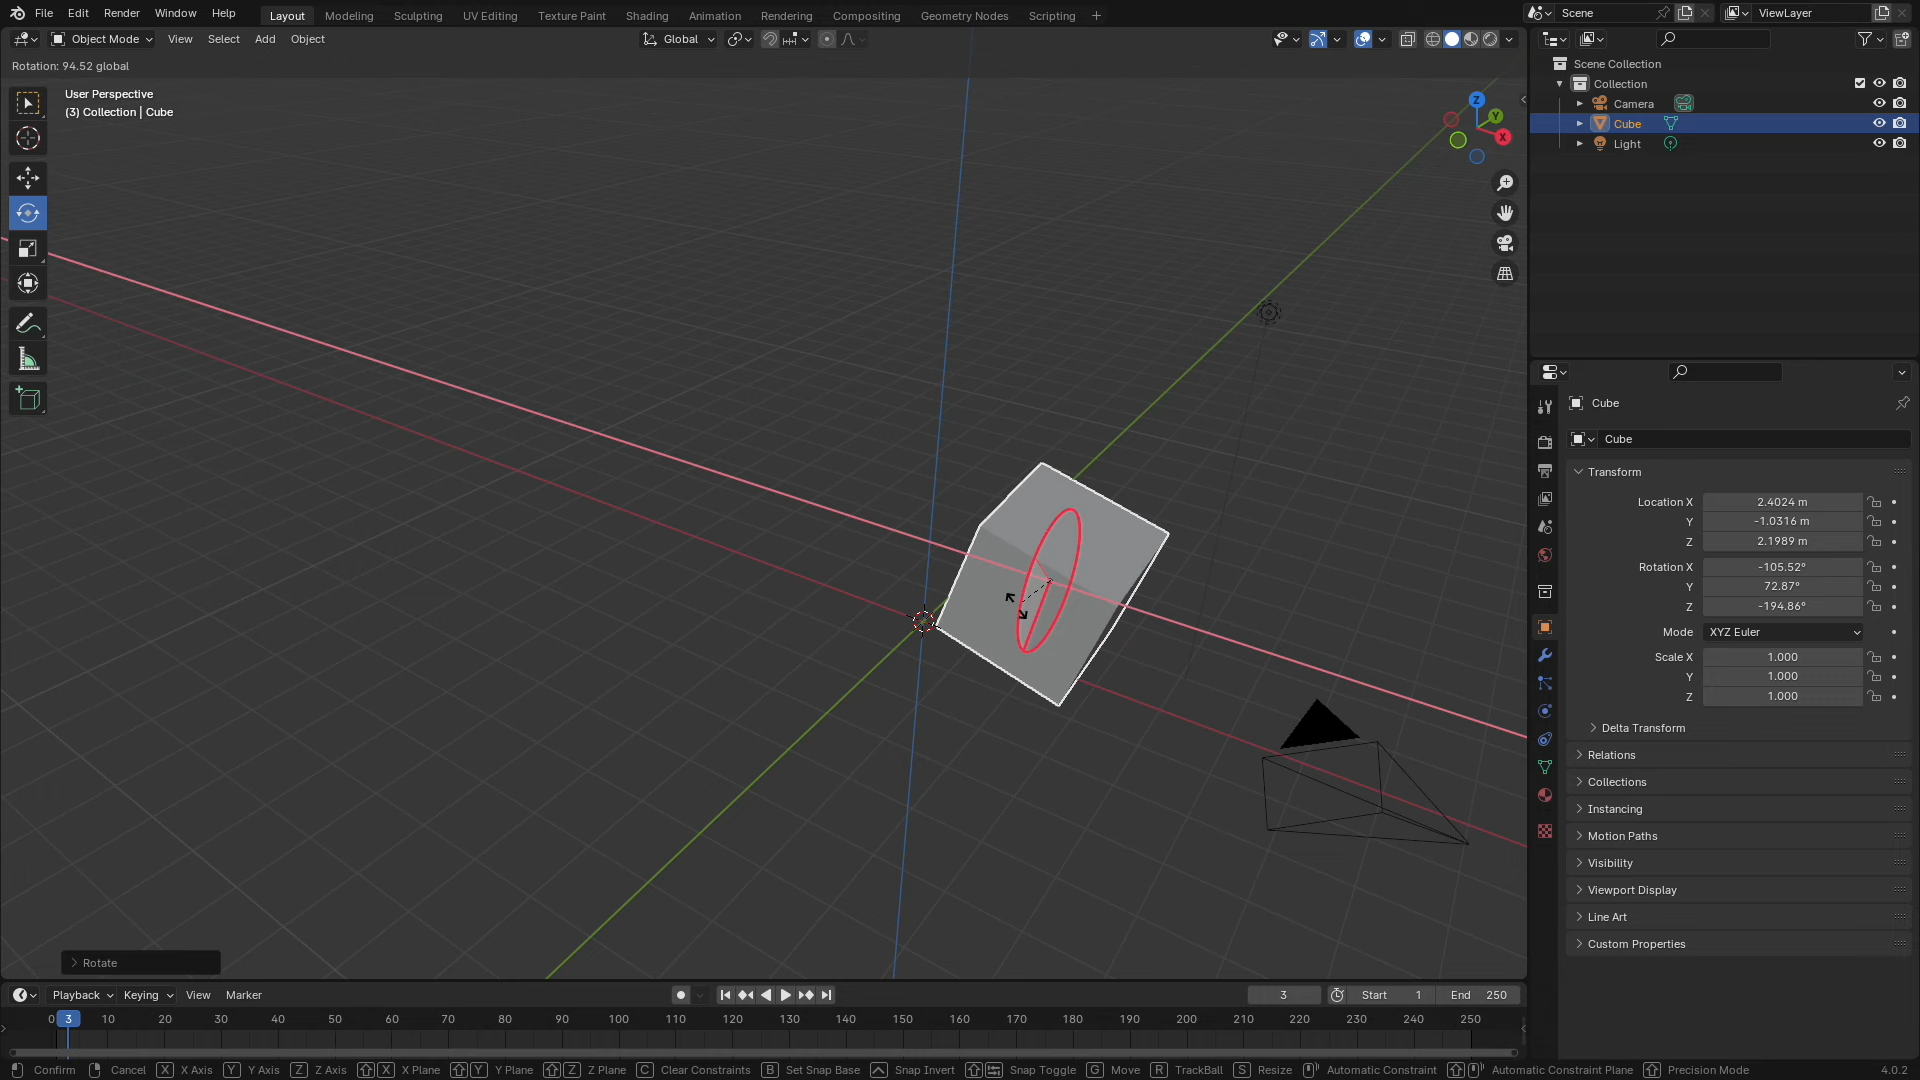 File Edit Render Window Help Layout Modeling Sculpting UV Editing Texture Paint Shading Animation Rendering Compositing Geometry Nodes Scripting + Scene ViewLayer
Object Mode View Select Add Object Global
Rotation: 94.52 global
User Perspective
(3) Collection | Cube
Z
Y
X
Scene Collection
Collection
Camera
Cube
Light
Cube
Cube
Transform
Location X 2.4024 m
Y -1.0316 m
Z 2.1989 m
Rotation X -105.52°
Y 72.87°
Z -194.86°
Mode XYZ Euler
Scale X 1.000
Y 1.000
Z 1.000
Delta Transform
Relations
Collections
Instancing
Motion Paths
Visibility
Viewport Display
Line Art
Custom Properties
Rotate
Playback Keying View Marker 3 Start 1 End 250
0 3 10 20 30 40 50 60 70 80 90 100 110 120 130 140 150 160 170 180 190 200 210 220 230 240 250
Confirm Cancel X X Axis Y Y Axis Z Z Axis X X Plane Y Y Plane Z Z Plane C Clear Constraints B Set Snap Base Snap Invert Snap Toggle G Move R TrackBall S Resize Automatic Constraint Automatic Constraint Plane Precision Mode 4.0.2